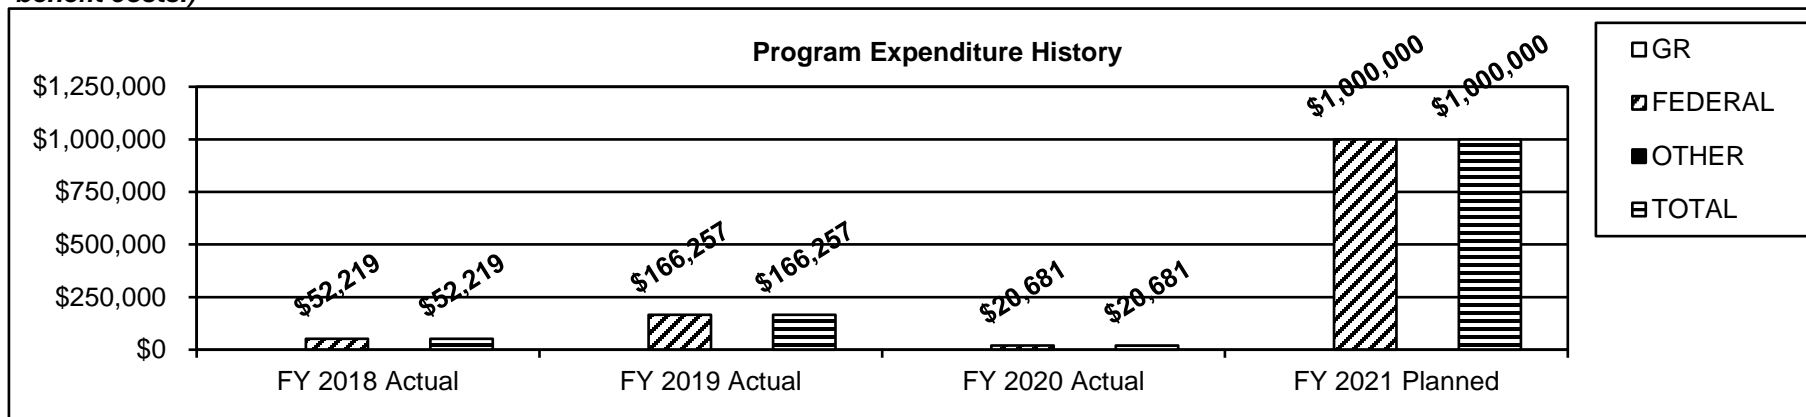 benefit costs.)
Program Expenditure History
GR
FEDERAL
OTHER
TOTAL
$1,250,000
$1,000,000
$750,000
$500,000
$250,000
$0
$52,219
$52,219
$166,257
$166,257
$20,681
$20,681
$1,000,000
$1,000,000
FY 2018 Actual
FY 2019 Actual
FY 2020 Actual
FY 2021 Planned